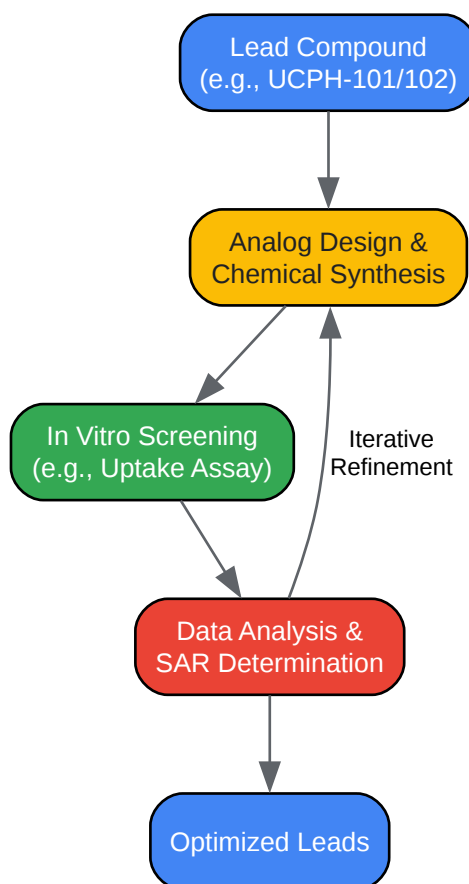 Lead Compound
(e.g., UCPH-101/102)
Analog Design &
Chemical Synthesis
In Vitro Screening
(e.g., Uptake Assay)
Iterative
Refinement
Data Analysis &
SAR Determination
Optimized Leads